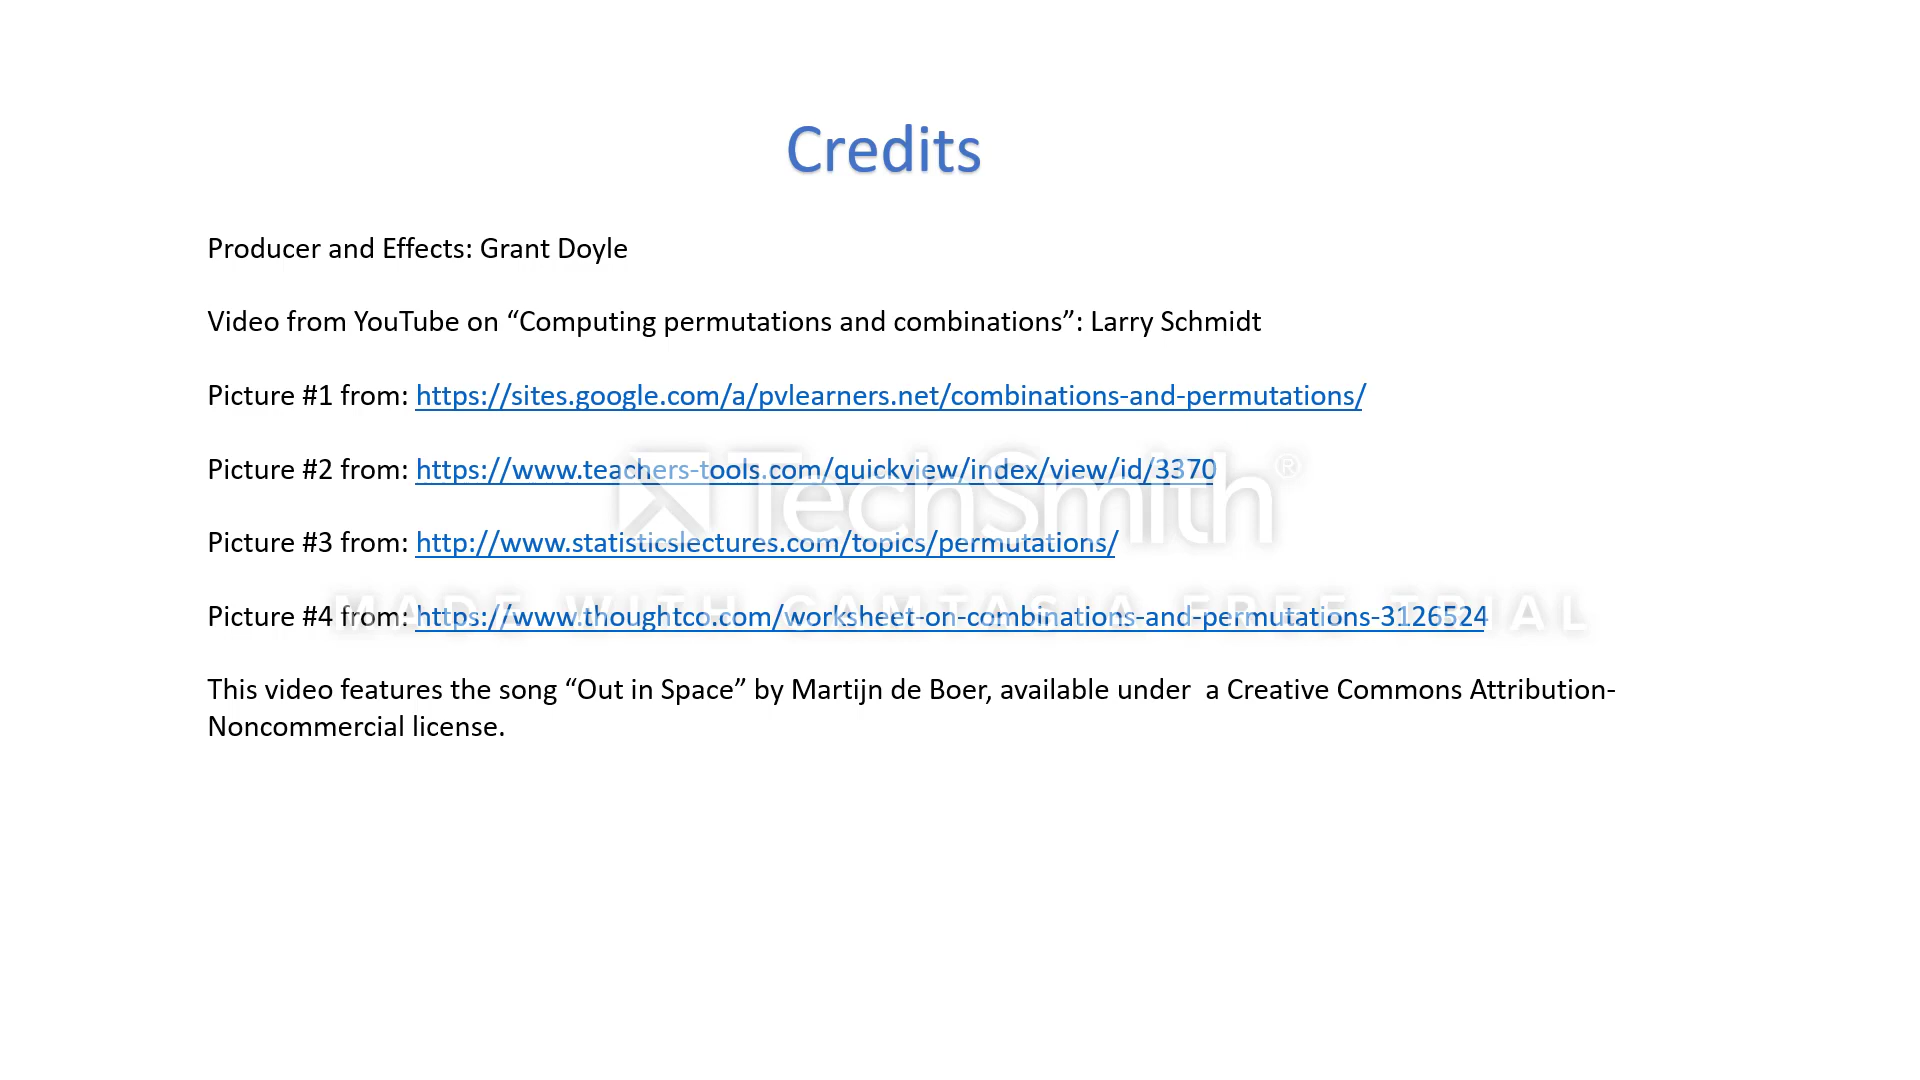 Credits
Producer and Effects: Grant Doyle
Video from YouTube on “Computing permutations and combinations”: Larry Schmidt
Picture #1 from: https://sites.google.com/a/pvlearners.net/combinations-and-permutations/
Picture #2 from: https://www.teachers-tools.com/quickview/index/view/id/3370
TechSmith®
Picture #3 from: http://www.statisticslectures.com/topics/permutations/
MADE WITH CAMTASIA FREE TRIAL
Picture #4 from: https://www.thoughtco.com/worksheet-on-combinations-and-permutations-3126524
This video features the song “Out in Space” by Martijn de Boer, available under  a Creative Commons Attribution-
Noncommercial license.